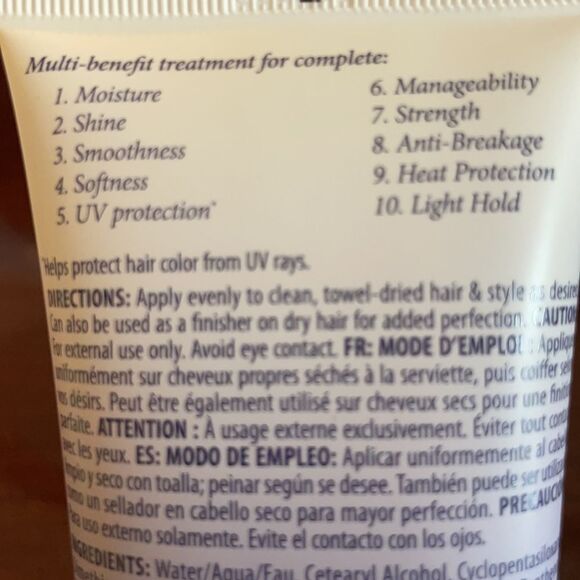 Multi-benefit treatment for complete:
1. Moisture
2. Shine
3. Smoothness
4. Softness
5. UV protection*
6. Manageability
7. Strength
8. Anti-Breakage
9. Heat Protection
10. Light Hold
*Helps protect hair color from UV rays.
DIRECTIONS: Apply evenly to clean, towel-dried hair & style as desire
Can also be used as a finisher on dry hair for added perfection. CAUTION
For external use only. Avoid eye contact. FR: MODE D'EMPLOI : Applique
uniformément sur cheveux propres séchés à la serviette, puis coiffer
vos désirs. Peut être également utilisé sur cheveux secs pour une
parfaite. ATTENTION : À usage externe exclusivement. Éviter tout
avec les yeux. ES: MODO DE EMPLEO: Aplicar uniformemente al cabel
limpio y seco con toalla; peinar según se desee. También puede ser utiliza
como un sellador en cabello seco para mayor perfección. PRECAUCI
Para uso externo solamente. Evite el contacto con los ojos.
INGREDIENTS: Water/Aqua/Eau, Cetearyl Alcohol,